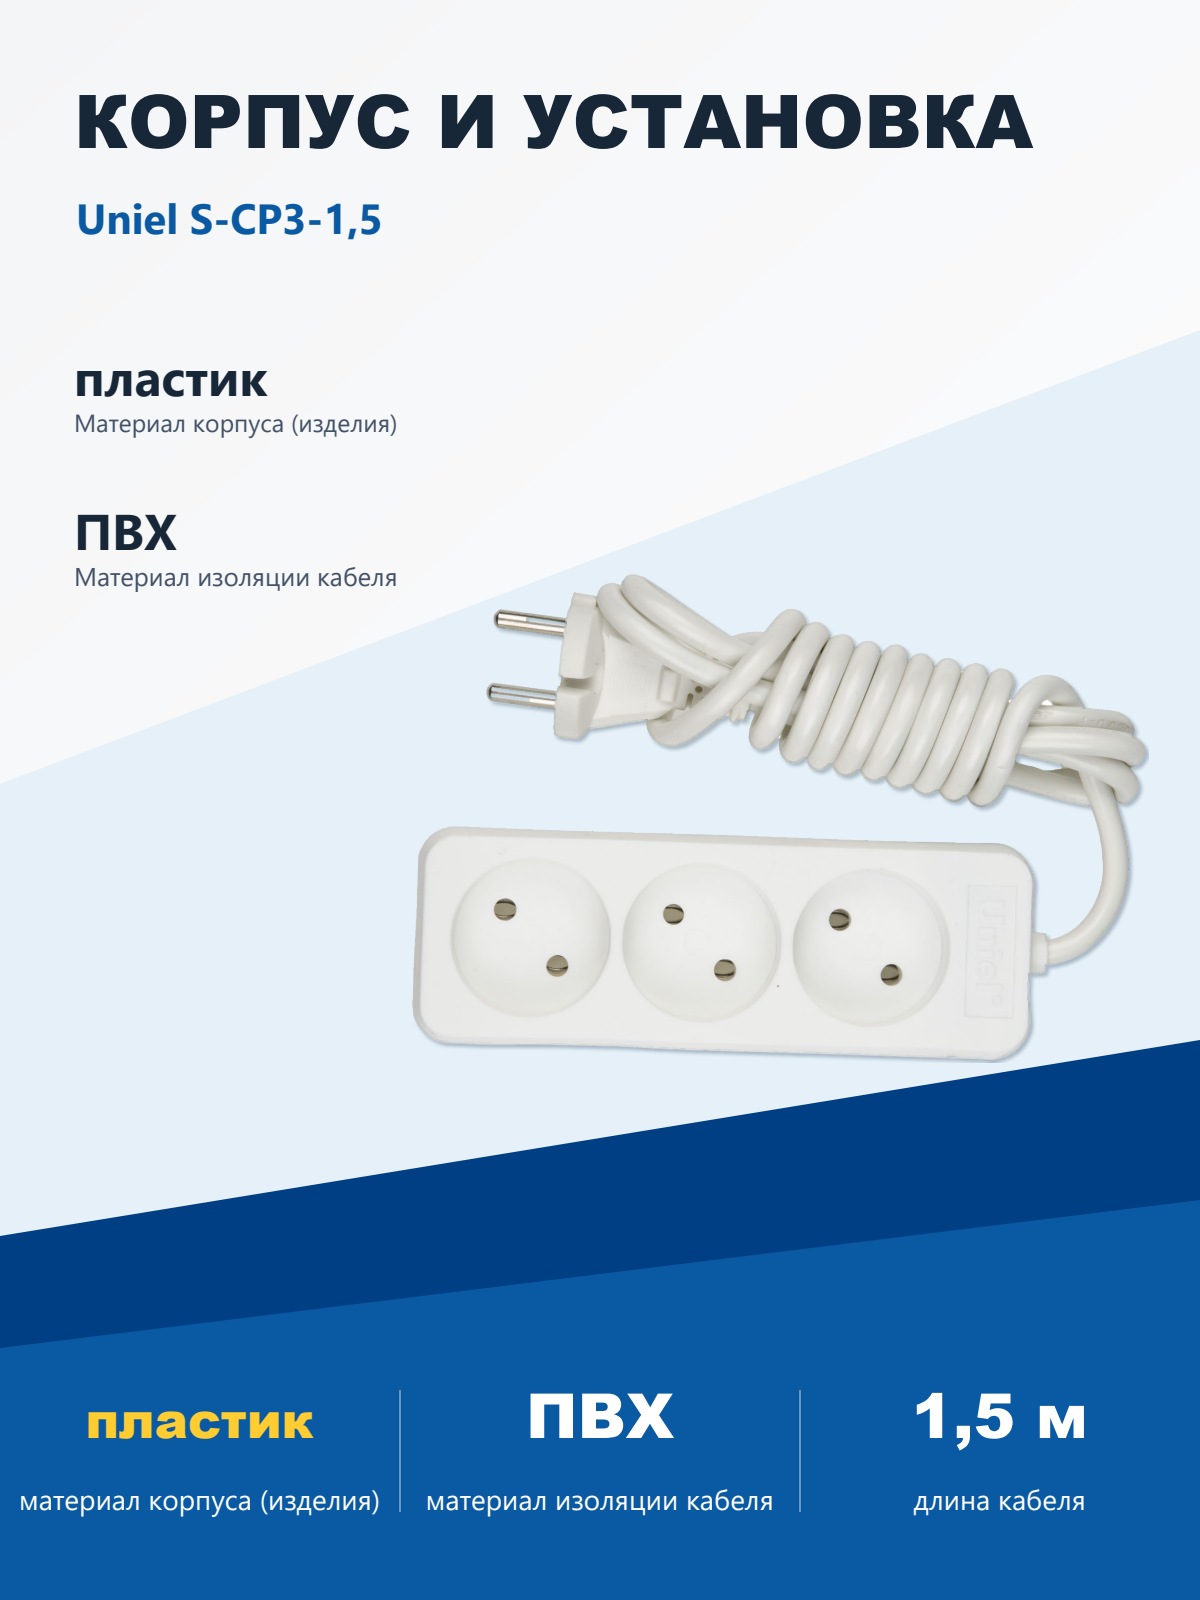 КОРПУС И УСТАНОВКА
Uniel S-CP3-1,5
пластик
Материал корпуса (изделия)
ПВХ
Материал изоляции кабеля
Uniel
пластик
материал корпуса (изделия)
ПВХ
материал изоляции кабеля
1,5 м
длина кабеля